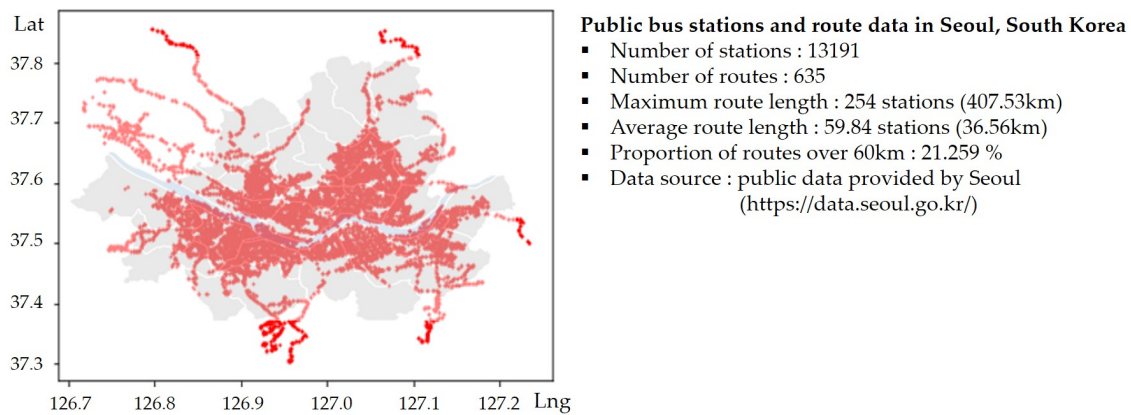 Lat
37.8
37.7
37.6
37.5
37.4
37.3
126.7 126.8 126.9 127.0 127.1 127.2 Lng
Public bus stations and route data in Seoul, South Korea
▪ Number of stations : 13191
▪ Number of routes : 635
▪ Maximum route length : 254 stations (407.53km)
▪ Average route length : 59.84 stations (36.56km)
▪ Proportion of routes over 60km : 21.259 %
▪ Data source : public data provided by Seoul
(https://data.seoul.go.kr/)